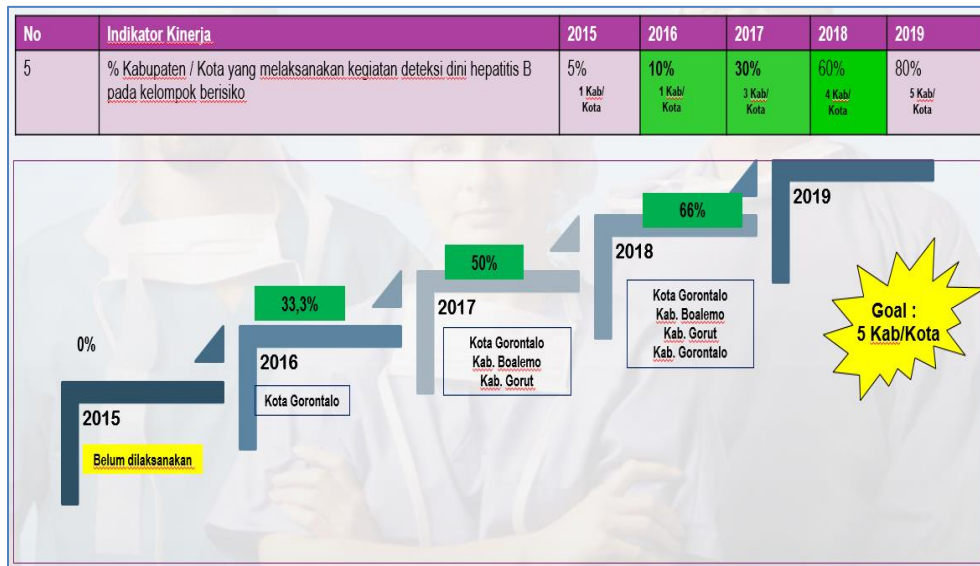 No Indikator Kinerja 2015 2016 2017 2018 2019
5 % Kabupaten / Kota yang melaksanakan kegiatan deteksi dini hepatitis B 5% 10% 30% 60% 80%
pada kelompok berisiko 1 Kab/ 1 Kab/ 3 Kab/ 4 Kab/ 5 Kab/
Kota Kota Kota Kota Kota
0%
2015
Belum dilaksanakan
33,3%
2016
Kota Gorontalo
50%
2017
Kota Gorontalo
Kab. Boalemo
Kab. Gorut
66%
2018
Kota Gorontalo
Kab. Boalemo
Kab. Gorut
Kab. Gorontalo
2019
Goal :
5 Kab/Kota